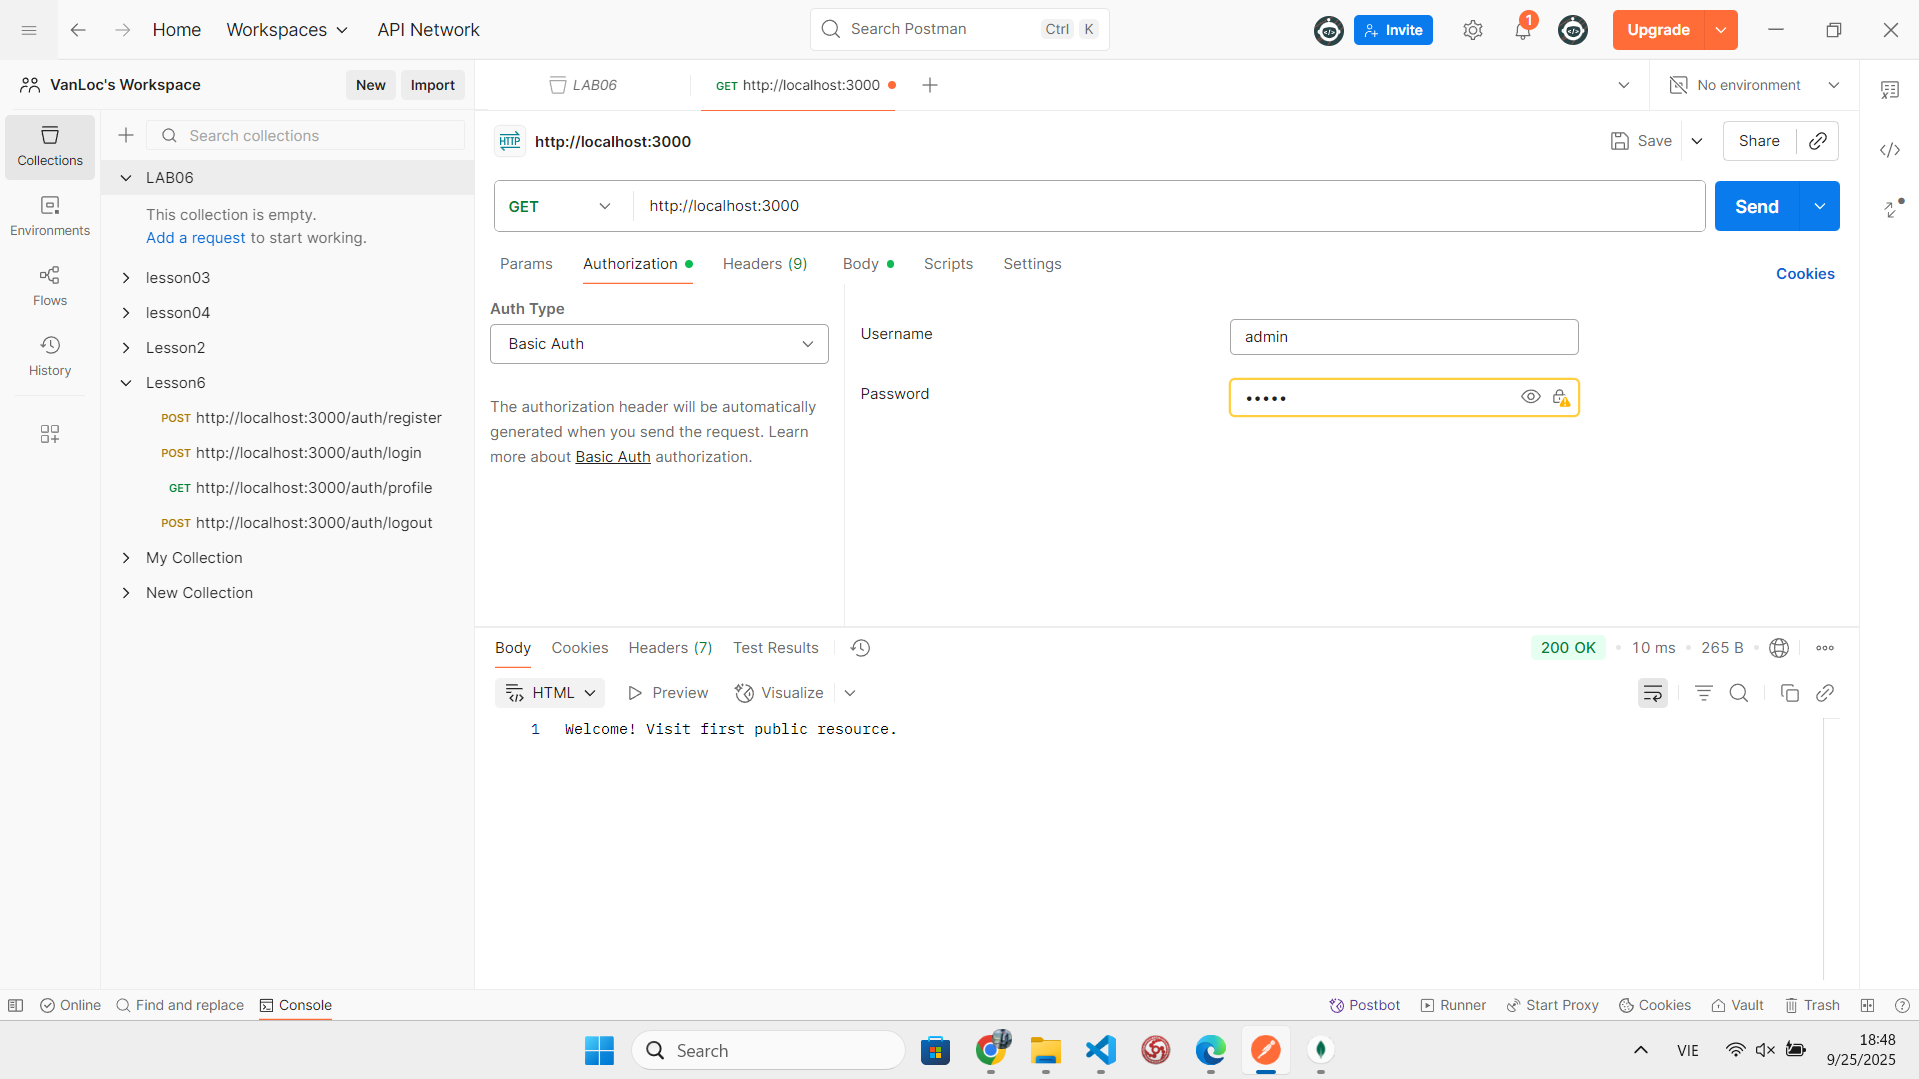 Home
Workspaces
API Network
Search Postman
Ctrl
K
Invite
1
Upgrade
VanLoc's Workspace
New
Import
LAB06
GET http://localhost:3000
No environment
Collections
Environments
Flows
History
Search collections
LAB06
This collection is empty.
Add a request to start working.
lesson03
lesson04
Lesson2
Lesson6
POST http://localhost:3000/auth/register
POST http://localhost:3000/auth/login
GET http://localhost:3000/auth/profile
POST http://localhost:3000/auth/logout
My Collection
New Collection
HTTP http://localhost:3000
Save
Share
GET
http://localhost:3000
Send
Params
Authorization
Headers (9)
Body
Scripts
Settings
Cookies
Auth Type
Basic Auth
The authorization header will be automatically
generated when you send the request. Learn
more about Basic Auth authorization.
Username
admin
Password
•••••
Body
Cookies
Headers (7)
Test Results
200 OK
10 ms
265 B
HTML
Preview
Visualize
1 Welcome! Visit first public resource.
Online
Find and replace
Console
Postbot
Runner
Start Proxy
Cookies
Vault
Trash
Search
VIE
18:48
9/25/2025